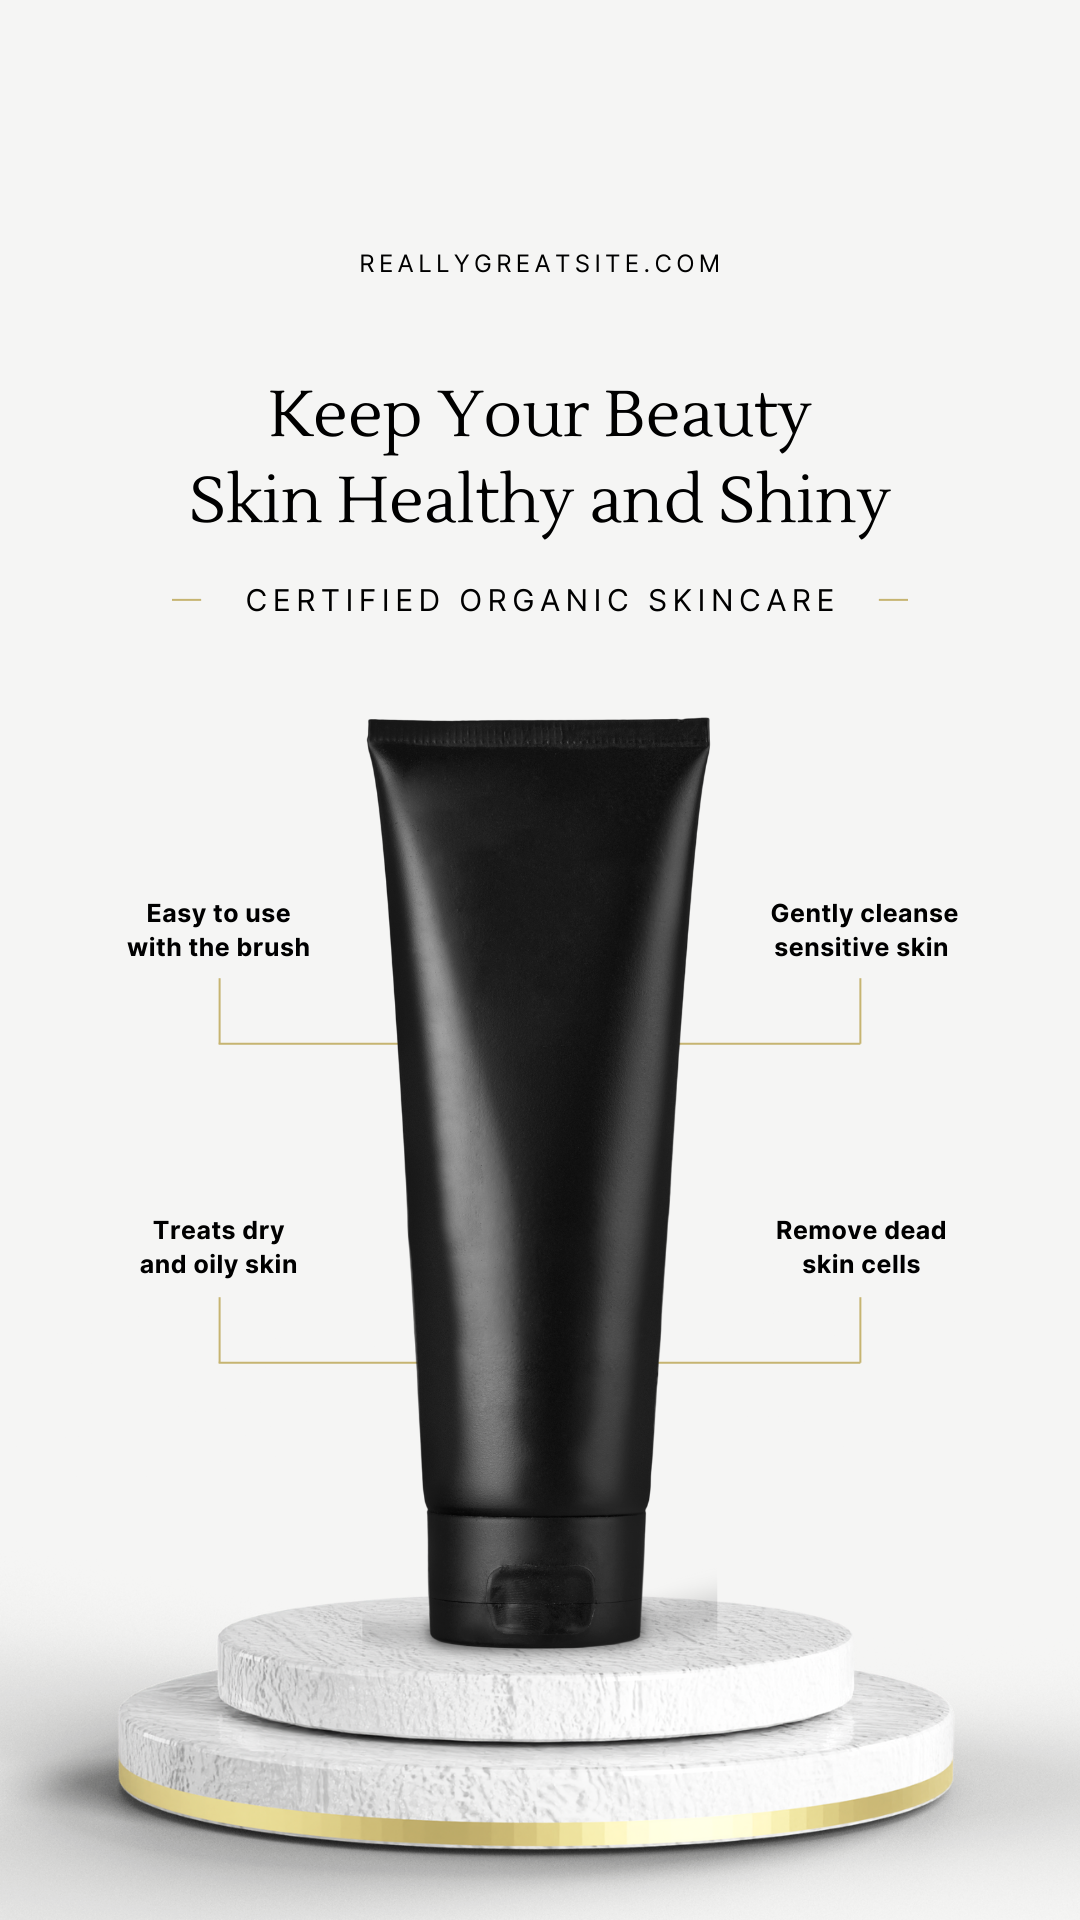 REALLYGREATSITE.COM
Keep Your Beauty
Skin Healthy and Shiny
CERTIFIED ORGANIC SKINCARE
Easy to use
with the brush
Gently cleanse
sensitive skin
Treats dry
and oily skin
Remove dead
skin cells